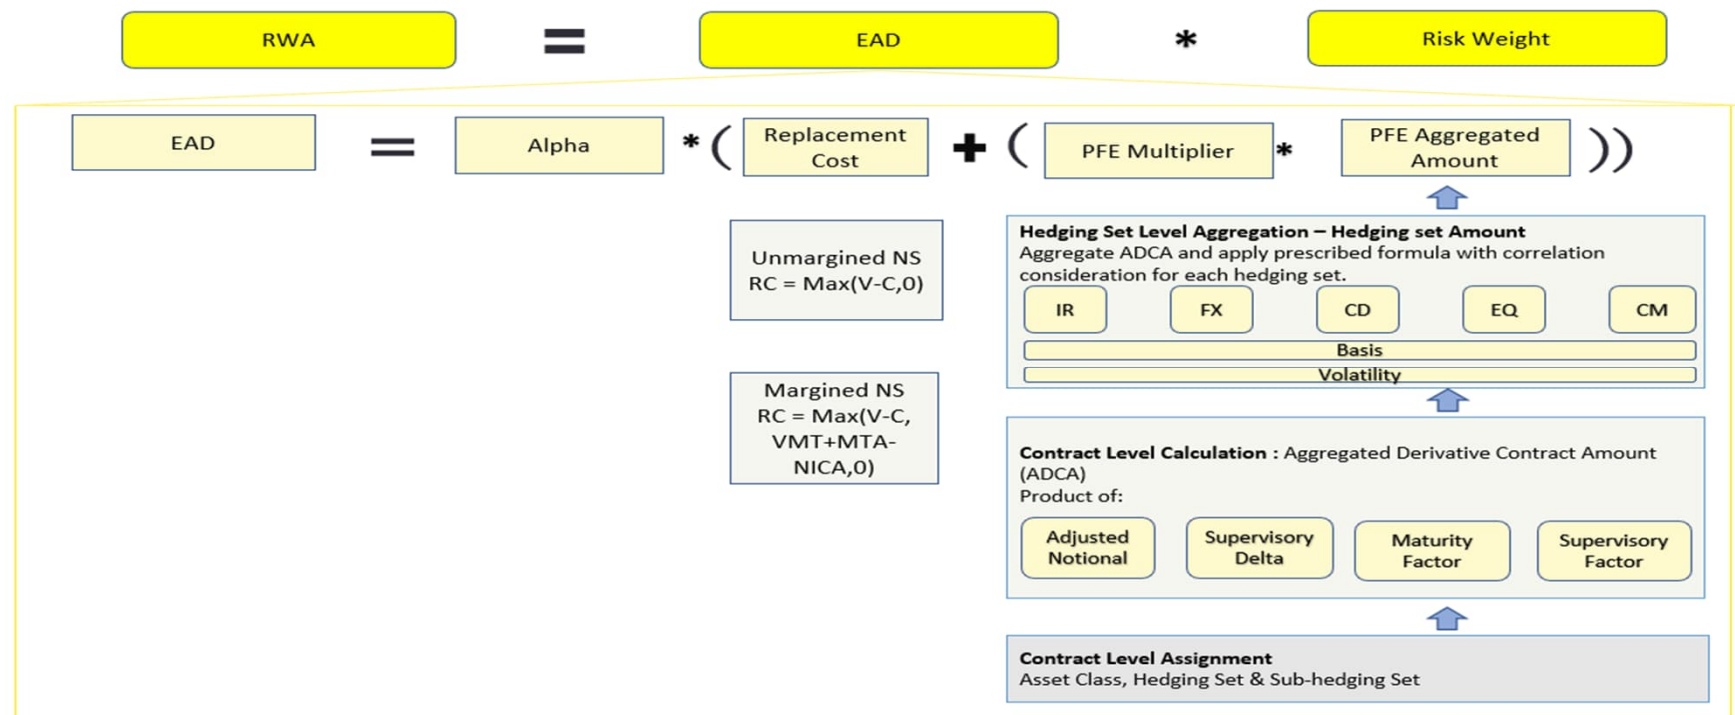 RWA = EAD * Risk Weight
EAD = Alpha * ( Replacement Cost + ( PFE Multiplier * PFE Aggregated Amount ))
Unmargined NS
RC = Max(V-C,0)
Margined NS
RC = Max(V-C,
VMT+MTA-
NICA,0)
Hedging Set Level Aggregation – Hedging set Amount
Aggregate ADCA and apply prescribed formula with correlation
consideration for each hedging set.
IR FX CD EQ CM
Basis
Volatility
Contract Level Calculation : Aggregated Derivative Contract Amount
(ADCA)
Product of:
Adjusted
Notional
Supervisory
Delta
Maturity
Factor
Supervisory
Factor
Contract Level Assignment
Asset Class, Hedging Set & Sub-hedging Set